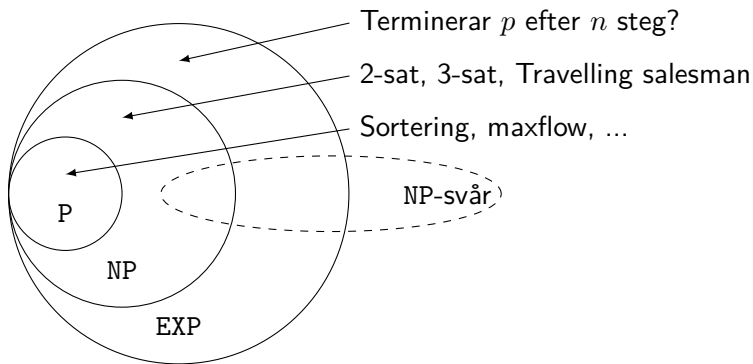 Terminerar p efter n steg?
2-sat, 3-sat, Travelling salesman
Sortering, maxflow, ...
NP-svår
P
NP
EXP